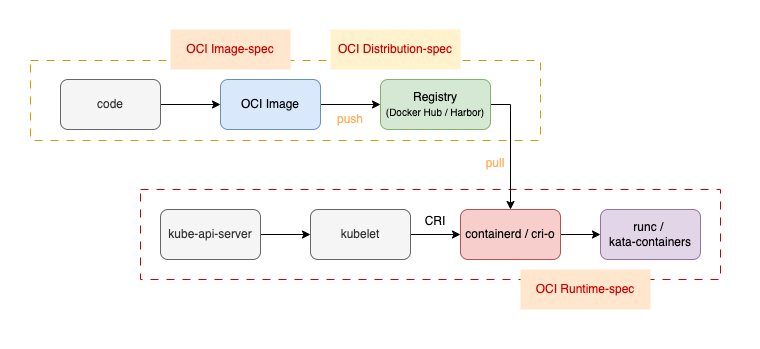 OCI Image-spec
OCI Distribution-spec
code
OCI Image
push
Registry
(Docker Hub / Harbor)
pull
kube-api-server
kubelet
CRI
containerd / cri-o
runc /
kata-containers
OCI Runtime-spec